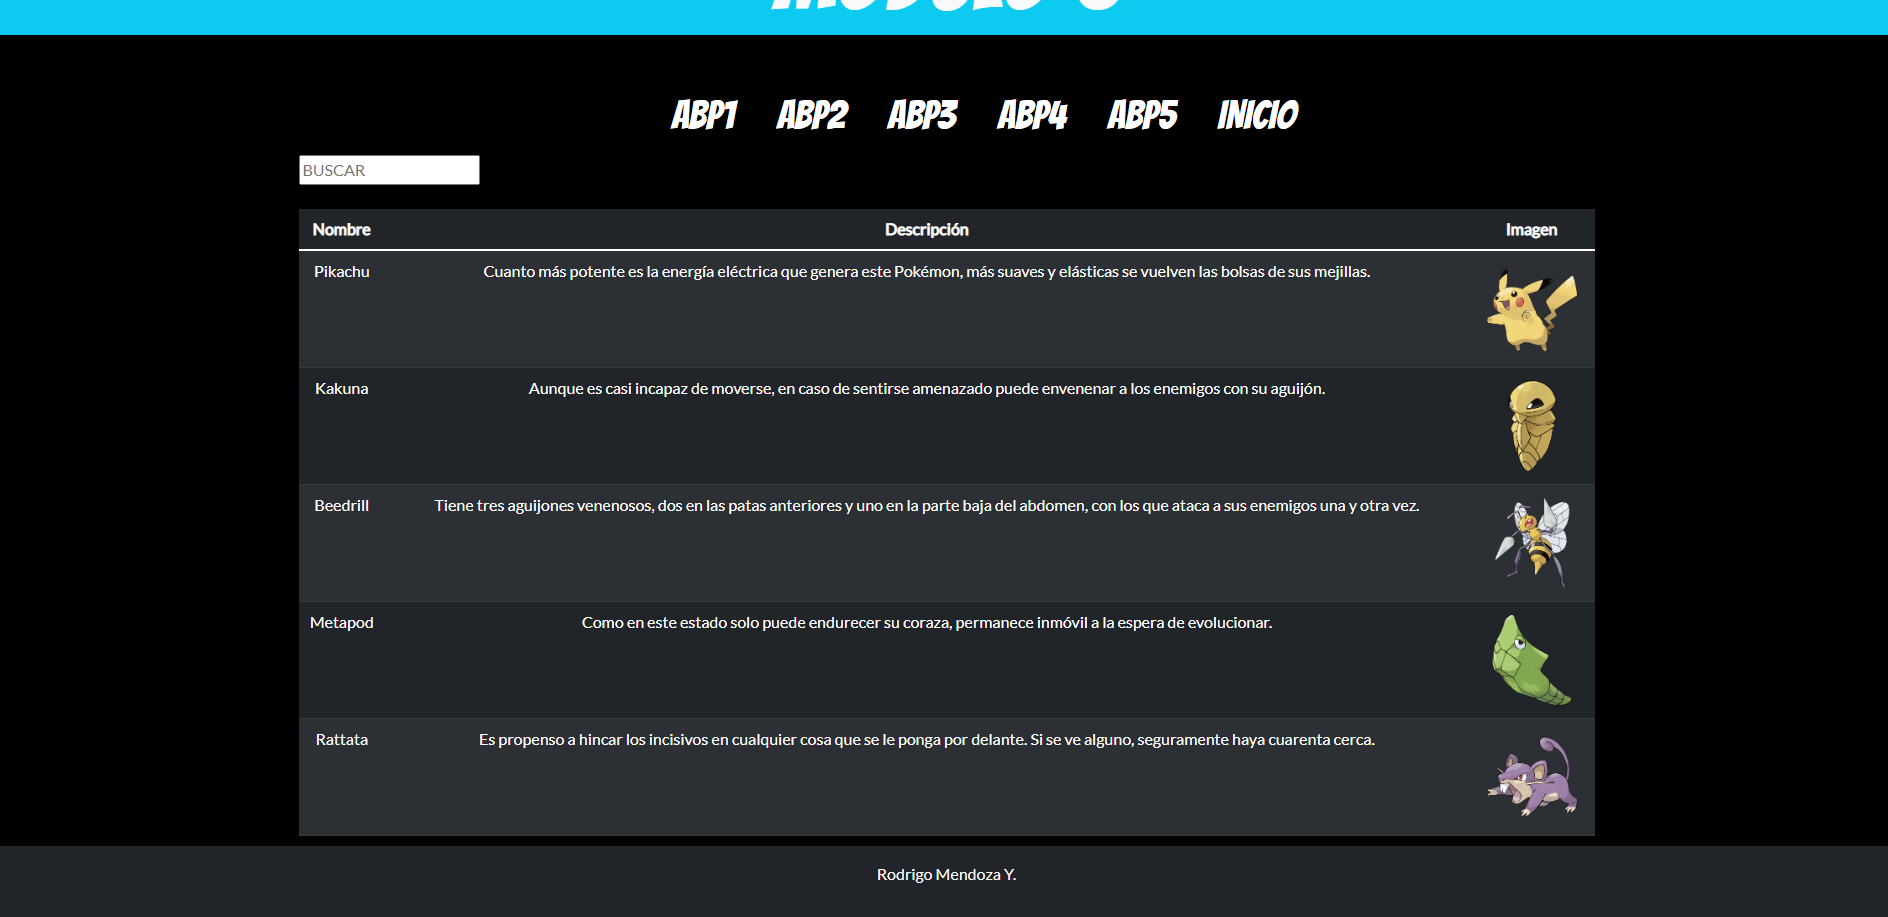 ABP1 ABP2 ABP3 ABP4 ABP5 INICIO
BUSCAR
Nombre Descripción Imagen
Pikachu Cuanto más potente es la energía eléctrica que genera este Pokémon, más suaves y elásticas se vuelven las bolsas de sus mejillas.
Kakuna Aunque es casi incapaz de moverse, en caso de sentirse amenazado puede envenenar a los enemigos con su aguijón.
Beedrill Tiene tres aguijones venenosos, dos en las patas anteriores y uno en la parte baja del abdomen, con los que ataca a sus enemigos una y otra vez.
Metapod Como en este estado solo puede endurecer su coraza, permanece inmóvil a la espera de evolucionar.
Rattata Es propenso a hincar los incisivos en cualquier cosa que se le ponga por delante. Si se ve alguno, seguramente haya cuarenta cerca.
Rodrigo Mendoza Y.